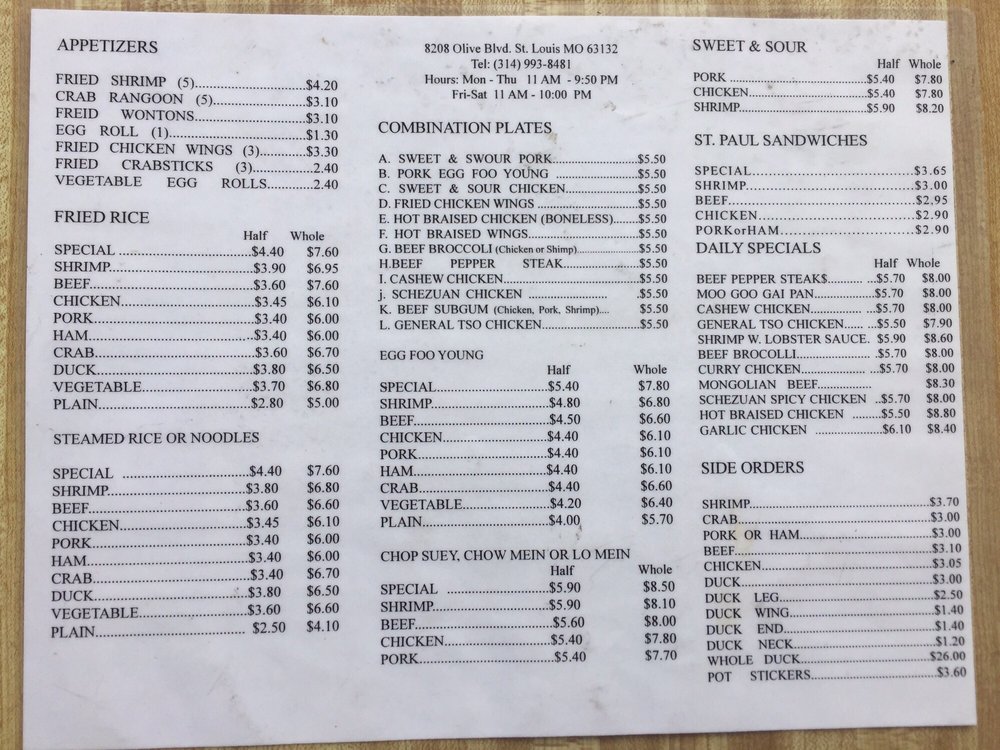 APPETIZERS
FRIED SHRIMP (5)..............................$4.20
CRAB RANGOON (5)..............................$3.10
FREID WONTONS..............................$3.10
EGG ROLL (1)..............................$1.30
FRIED CHICKEN WINGS (3)............$3.30
FRIED CRABSTICKS (3)...............2.40
VEGETABLE EGG ROLLS............2.40
FRIED RICE
Half Whole
SPECIAL ..............................$4.40 $7.60
SHRIMP..............................$3.90 $6.95
BEEF..............................$3.60 $7.60
CHICKEN..............................$3.45 $6.10
PORK..............................$3.40 $6.00
HAM..............................$3.40 $6.00
CRAB..............................$3.60 $6.70
DUCK..............................$3.80 $6.50
VEGETABLE..............................$3.70 $6.80
PLAIN..............................$2.80 $5.00
STEAMED RICE OR NOODLES
SPECIAL ..............................$4.40 $7.60
SHRIMP..............................$3.80 $6.80
BEEF..............................$3.60 $6.60
CHICKEN..............................$3.45 $6.10
PORK..............................$3.40 $6.00
HAM..............................$3.40 $6.00
CRAB..............................$3.40 $6.70
DUCK..............................$3.80 $6.50
VEGETABLE..............................$3.60 $6.60
PLAIN.............................. $2.50 $4.10
8208 Olive Blvd. St. Louis MO 63132
Tel: (314) 993-8481
Hours: Mon - Thu 11 AM - 9:50 PM
Fri-Sat 11 AM - 10:00 PM
COMBINATION PLATES
A. SWEET & SWOUR PORK......................$5.50
B. PORK EGG FOO YOUNG ......................$5.50
C. SWEET & SOUR CHICKEN...................$5.50
D. FRIED CHICKEN WINGS ......................$5.50
E. HOT BRAISED CHICKEN (BONELESS).......$5.50
F. HOT BRAISED WINGS..........................$5.50
G. BEEF BROCCOLI (Chicken or Shimp)...............$5.50
H.BEEF PEPPER STEAK...................$5.50
I. CASHEW CHICKEN..............................$5.50
j. SCHEZUAN CHICKEN ...................... .$5.50
K. BEEF SUBGUM (Chicken, Pork, Shrimp).... $5.50
L. GENERAL TSO CHICKEN......................$5.50
EGG FOO YOUNG
Half Whole
SPECIAL..............................$5.40 $7.80
SHRIMP..............................$4.80 $6.80
BEEF..............................$4.50 $6.60
CHICKEN..............................$4.40 $6.10
PORK..............................$4.40 $6.10
HAM..............................$4.40 $6.10
CRAB..............................$4.40 $6.60
VEGETABLE......................$4.20 $6.40
PLAIN..............................$4.00 $5.70
CHOP SUEY, CHOW MEIN OR LO MEIN
Half Whole
SPECIAL ......................$5.90 $8.50
SHRIMP..............................$5.90 $8.10
BEEF..............................$5.60 $8.00
CHICKEN..............................$5.40 $7.80
PORK..............................$5.40 $7.70
SWEET & SOUR
Half Whole
PORK ..............................$5.40 $7.80
CHICKEN..............................$5.40 $7.80
SHRIMP..............................$5.90 $8.20
ST. PAUL SANDWICHES
SPECIAL..............................$3.65
SHRIMP..............................$3.00
BEEF..............................$2.95
CHICKEN..............................$2.90
PORKorHAM..............................$2.90
DAILY SPECIALS
Half Whole
BEEF PEPPER STEAK$......... ...$5.70 $8.00
MOO GOO GAI PAN...............$5.70 $8.00
CASHEW CHICKEN......... ...$5.70 $8.00
GENERAL TSO CHICKEN...... ...$5.50 $7.90
SHRIMP W. LOBSTER SAUCE. $5.90 $8.60
BEEF BROCOLLI..................... .$5.70 $8.00
CURRY CHICKEN................ ...$5.70 $8.00
MONGOLIAN BEEF............... $8.30
SCHEZUAN SPICY CHICKEN ..$5.70 $8.00
HOT BRAISED CHICKEN .........$5.50 $8.80
GARLIC CHICKEN ..................$6.10 $8.40
SIDE ORDERS
SHRIMP..............................$3.70
CRAB..............................$3.00
PORK OR HAM..............................$3.00
BEEF..............................$3.10
CHICKEN..............................$3.05
DUCK..............................$3.00
DUCK LEG..............................$2.50
DUCK WING..............................$1.40
DUCK END..............................$1.40
DUCK NECK..............................$1.20
WHOLE DUCK..............................$26.00
POT STICKERS..............................$3.60